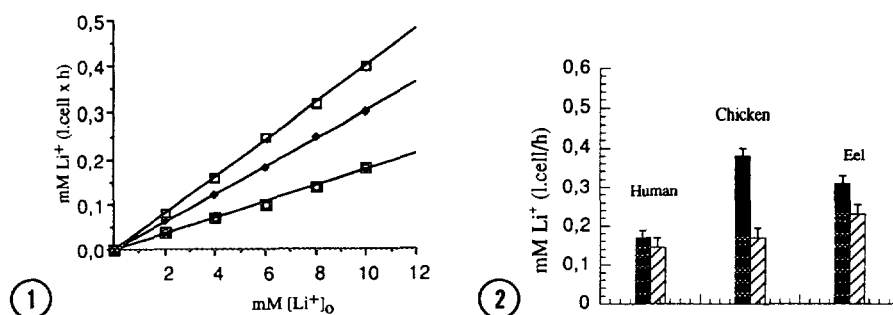 0,5
0,4
0,3
0,2
0,1
0,0
mM Li⁺ (l.cell x h)
2 4 6 8 10 12
mM [Li⁺]ₒ
1
0,6
0,5
0,4
0,3
0,2
0,1
0
mM Li⁺ (l.cell/h)
Human
Chicken
Eel
2